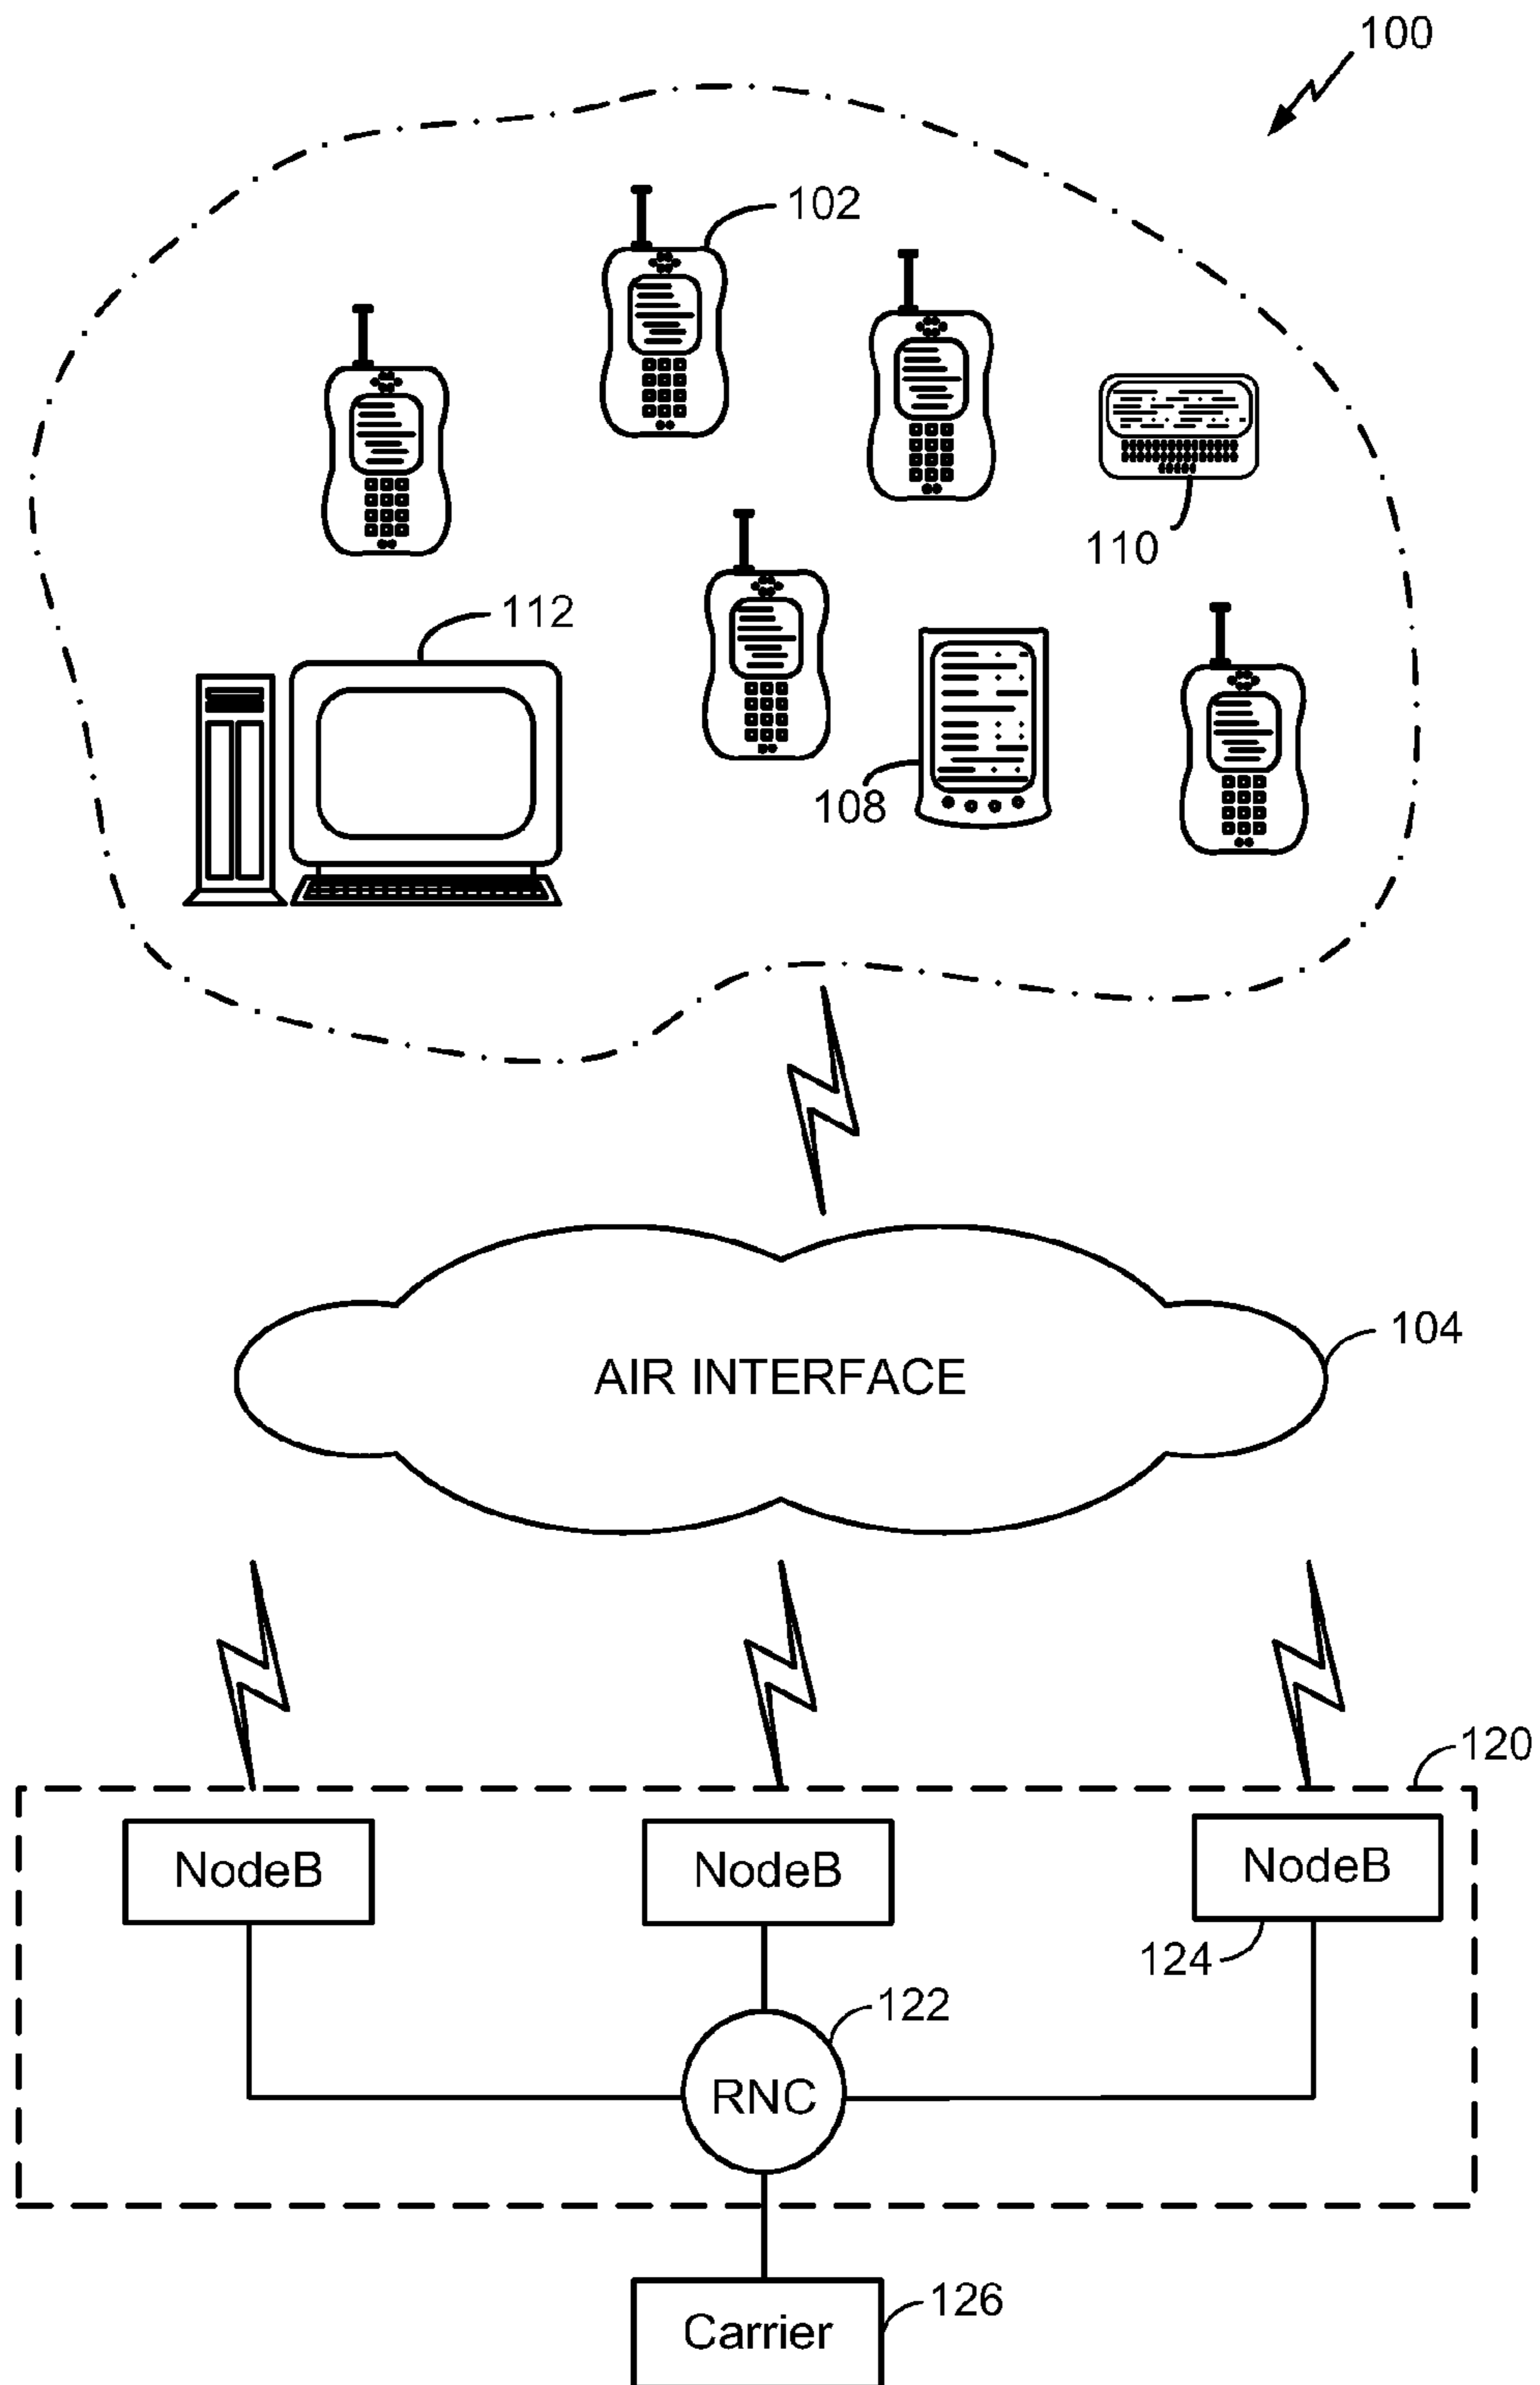 100
102
110
112
108
104
AIR INTERFACE
120
NodeB
NodeB
NodeB
124
122
RNC
126
Carrier